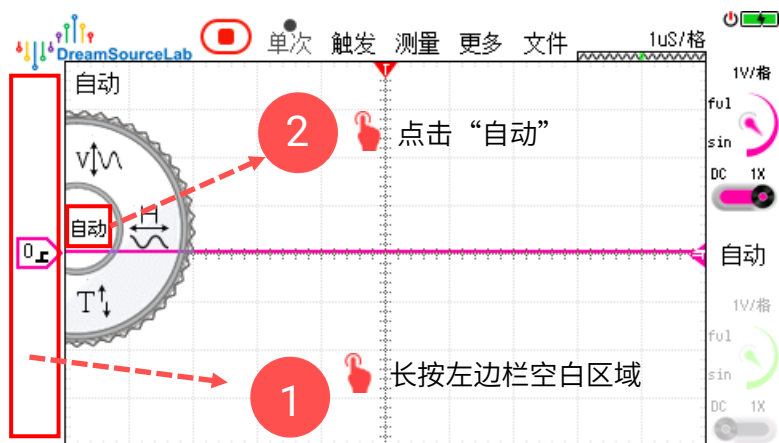 DreamSourceLab
单次 触发 测量 更多 文件 1uS/格
T
自动
1V/格
ful
sin
DC 1X
2 点击“自动”
V
自动 H
0
自动
T
1V/格
ful
sin
DC 1X
1 长按左边栏空白区域